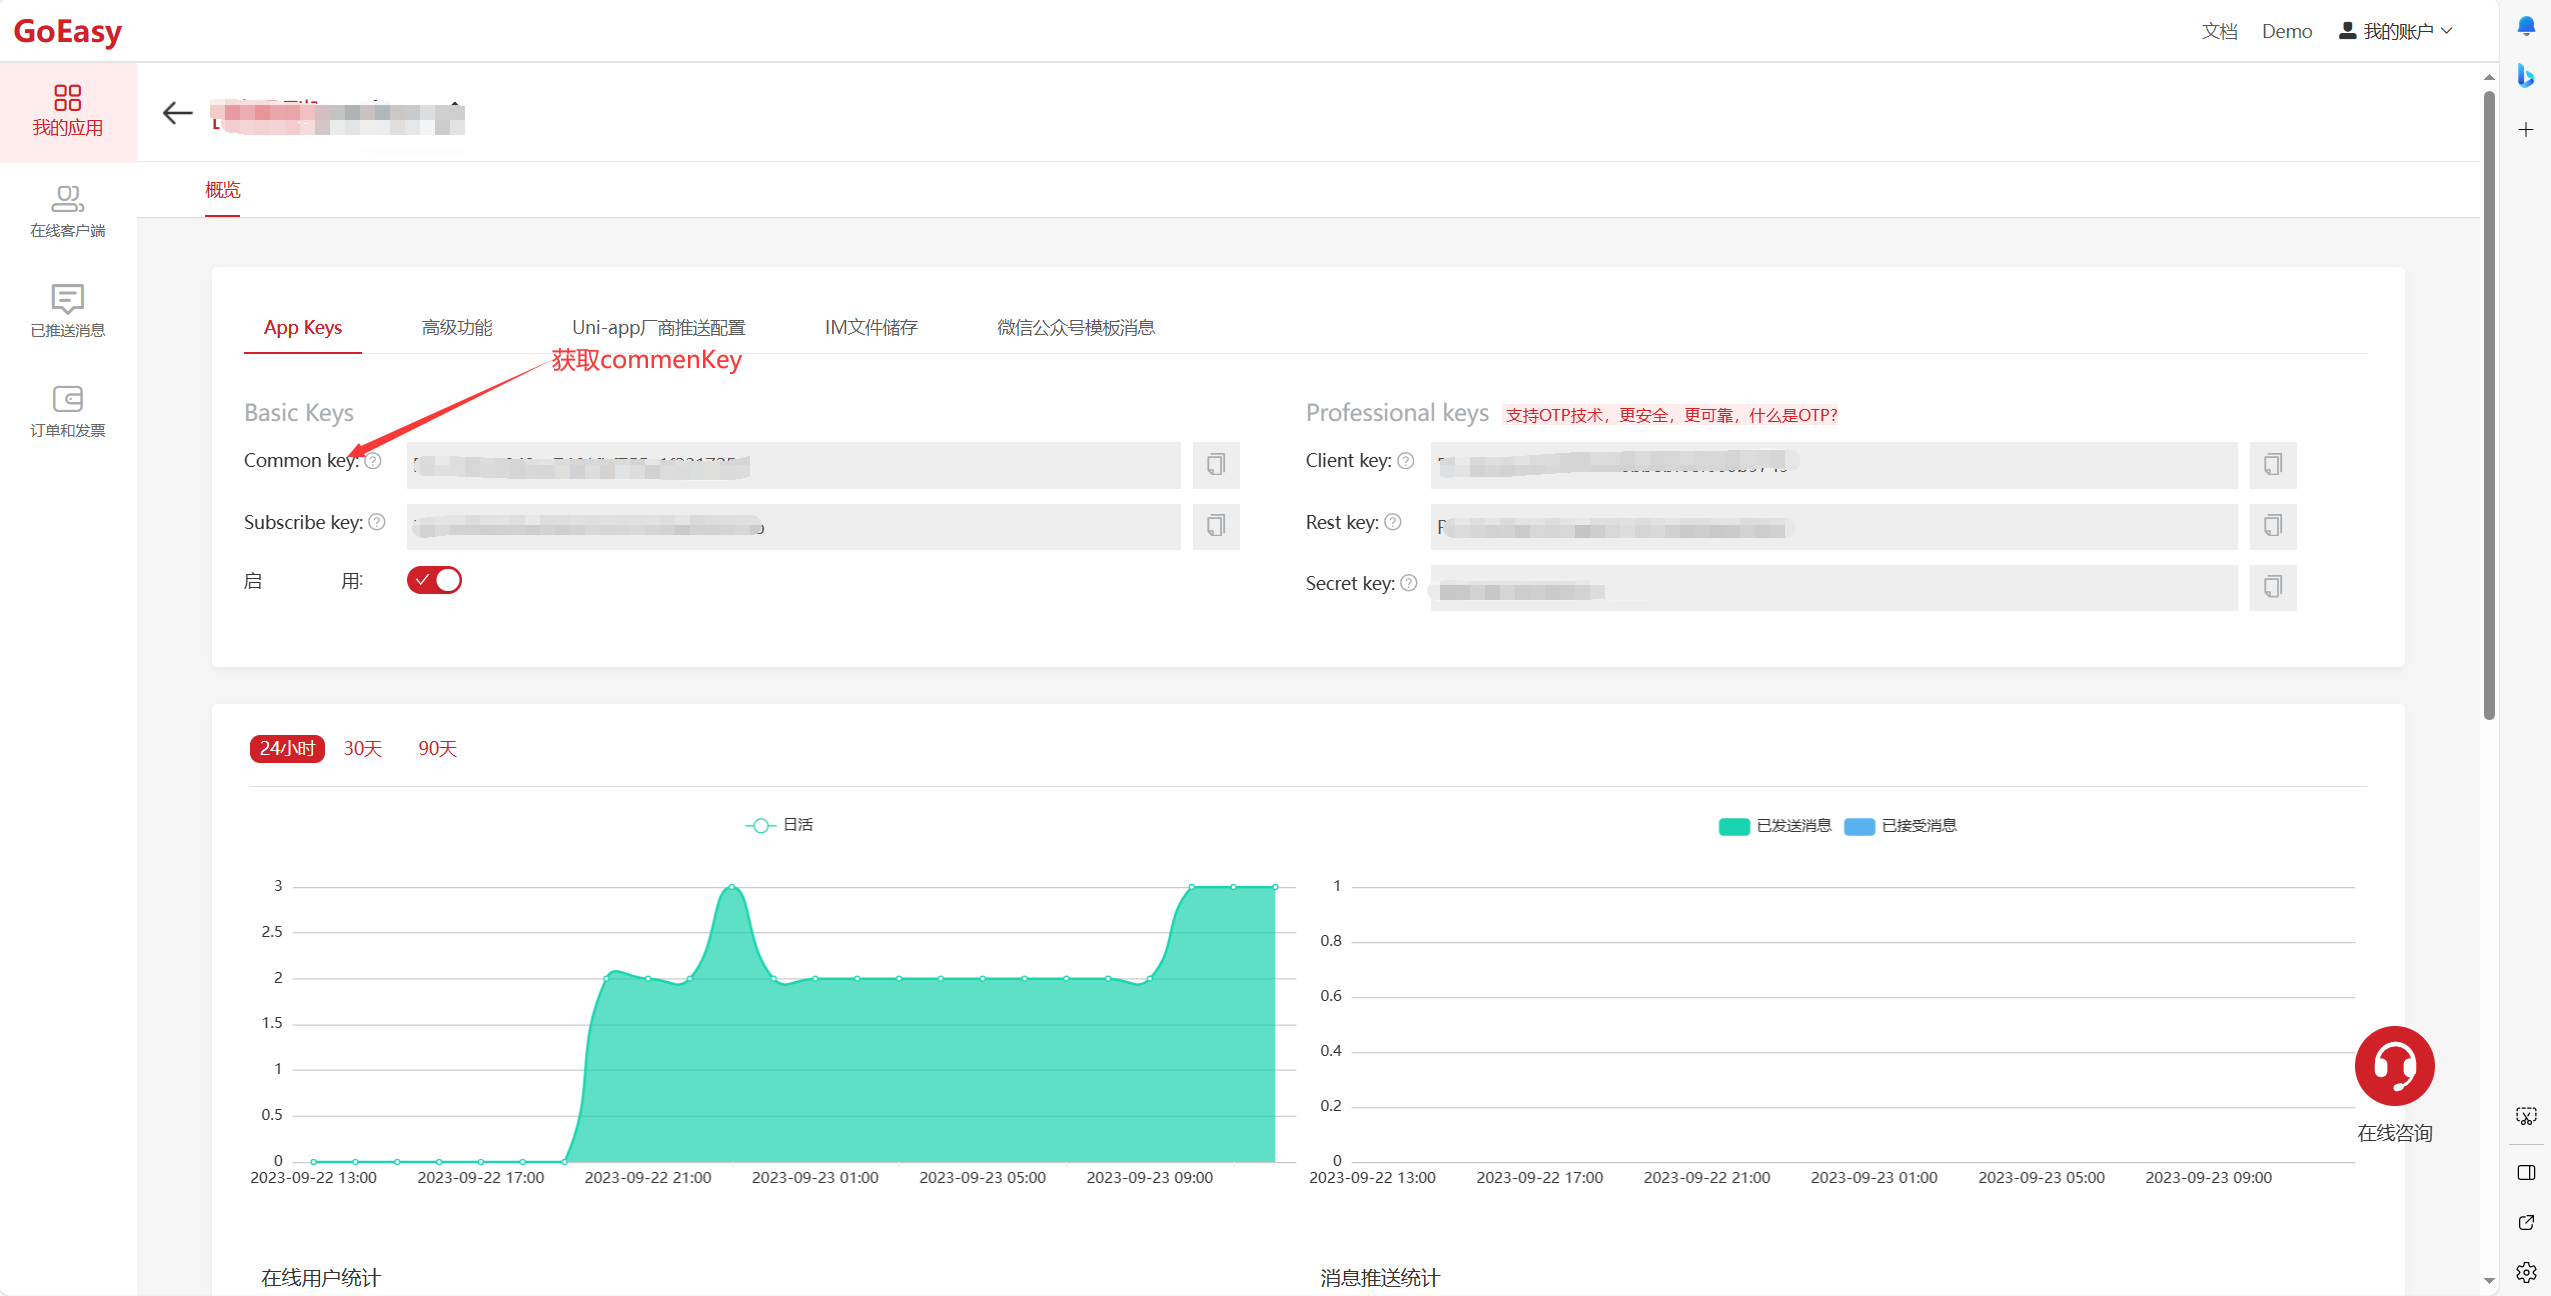 GoEasy
文档 Demo 我的账户
我的应用
在线客户端
已推送消息
订单和发票
概览
App Keys 高级功能 Uni-app厂商推送配置 IM文件储存 微信公众号模板消息
获取commenKey
Basic Keys
Common key:
Subscribe key:
启 用:
Professional keys 支持OTP技术，更安全，更可靠，什么是OTP?
Client key:
Rest key:
Secret key:
24小时 30天 90天
日活
3
2.5
2
1.5
1
0.5
0
2023-09-22 13:00 2023-09-22 17:00 2023-09-22 21:00 2023-09-23 01:00 2023-09-23 05:00 2023-09-23 09:00
已发送消息 已接受消息
1
0.8
0.6
0.4
0.2
0
2023-09-22 13:00 2023-09-22 17:00 2023-09-22 21:00 2023-09-23 01:00 2023-09-23 05:00 2023-09-23 09:00
在线咨询
在线用户统计
消息推送统计